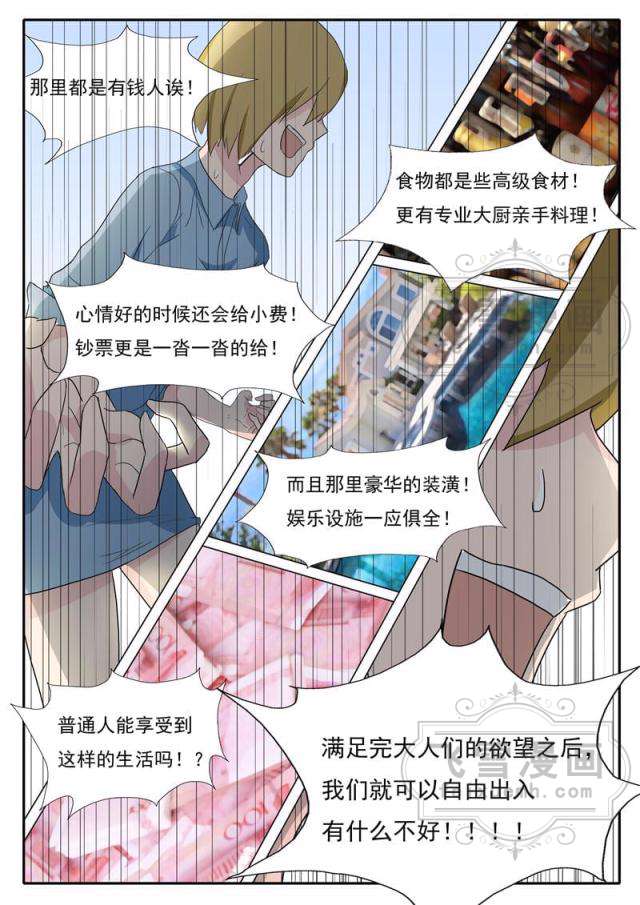 那里都是有钱人诶！
食物都是些高级食材！
更有专业大厨亲手料理！
心情好的时候还会给小费！
钞票更是一沓一沓的给！
而且那里豪华的装潢！
娱乐设施一应俱全！
普通人能享受到
这样的生活吗！？
满足完大人们的欲望之后，
我们就可以自由出入
有什么不好！！！！
飞雪漫画
100